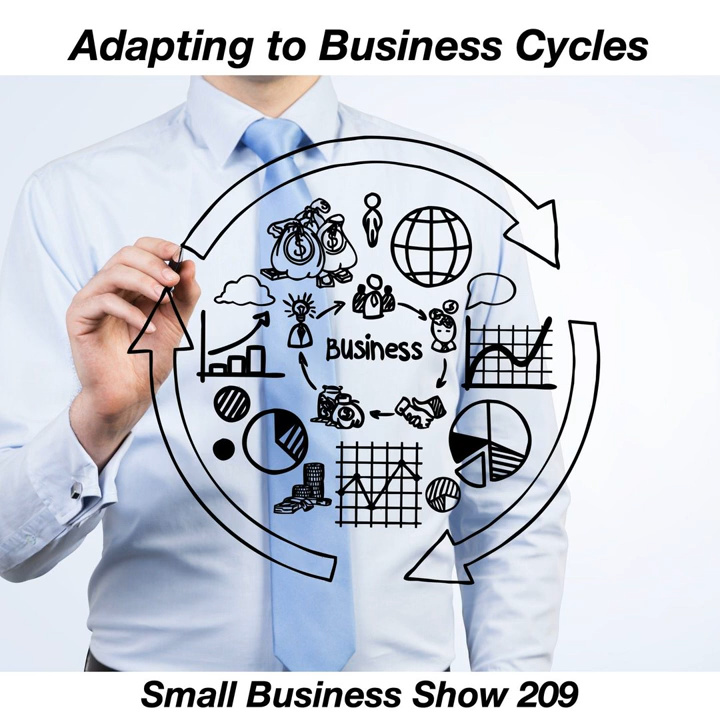 Adapting to Business Cycles
$
$
Business
Small Business Show 209